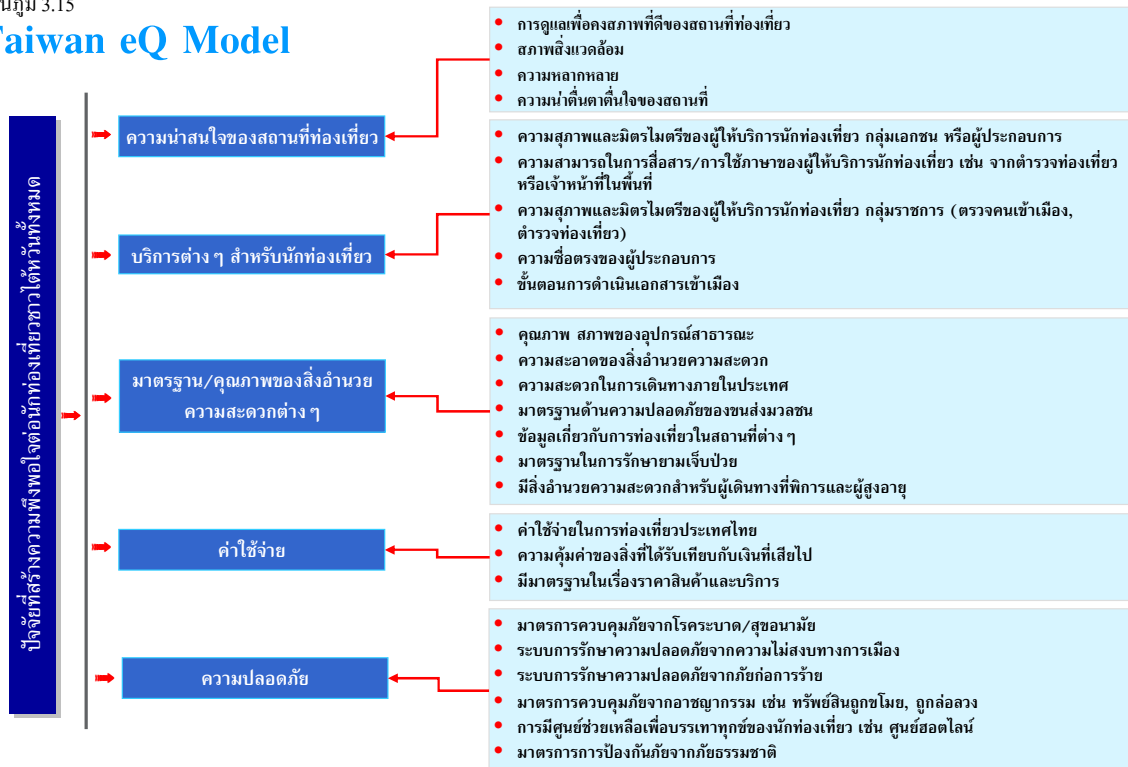 นภูมิ 3.15
Taiwan eQ Model
ปัจจัยที่สร้างความพึงพอใจต่อนักท่องเที่ยวชาวไต้หวันทั้งหมด
ความน่าสนใจของสถานที่ท่องเที่ยว
• การดูแลเพื่อคงสภาพที่ดีของสถานที่ท่องเที่ยว
• สภาพสิ่งแวดล้อม
• ความหลากหลาย
• ความน่าตื่นตาตื่นใจของสถานที่
บริการต่าง ๆ สำหรับนักท่องเที่ยว
• ความสุภาพและมิตรไมตรีของผู้ให้บริการนักท่องเที่ยว กลุ่มเอกชน หรือผู้ประกอบการ
• ความสามารถในการสื่อสาร/การใช้ภาษาของผู้ให้บริการนักท่องเที่ยว เช่น จากตำรวจท่องเที่ยว
หรือเจ้าหน้าที่ในพื้นที่
• ความสุภาพและมิตรไมตรีของผู้ให้บริการนักท่องเที่ยว กลุ่มราชการ (ตรวจคนเข้าเมือง,
ตำรวจท่องเที่ยว)
• ความซื่อตรงของผู้ประกอบการ
• ขั้นตอนการดำเนินเอกสารเข้าเมือง
มาตรฐาน/คุณภาพของสิ่งอำนวย
ความสะดวกต่าง ๆ
• คุณภาพ สภาพของอุปกรณ์สาธารณะ
• ความสะอาดของสิ่งอำนวยความสะดวก
• ความสะดวกในการเดินทางภายในประเทศ
• มาตรฐานด้านความปลอดภัยของขนส่งมวลชน
• ข้อมูลเกี่ยวกับการท่องเที่ยวในสถานที่ต่าง ๆ
• มาตรฐานในการรักษายามเจ็บป่วย
• มีสิ่งอำนวยความสะดวกสำหรับผู้เดินทางที่พิการและผู้สูงอายุ
ค่าใช้จ่าย
• ค่าใช้จ่ายในการท่องเที่ยวประเทศไทย
• ความคุ้มค่าของสิ่งที่ได้รับเทียบกับเงินที่เสียไป
• มีมาตรฐานในเรื่องราคาสินค้าและบริการ
ความปลอดภัย
• มาตรการควบคุมภัยจากโรคระบาด/สุขอนามัย
• ระบบการรักษาความปลอดภัยจากความไม่สงบทางการเมือง
• ระบบการรักษาความปลอดภัยจากภัยก่อการร้าย
• มาตรการควบคุมภัยจากอาชญากรรม เช่น ทรัพย์สินถูกขโมย, ถูกล่อลวง
• การมีศูนย์ช่วยเหลือเพื่อบรรเทาทุกข์ของนักท่องเที่ยว เช่น ศูนย์ฮอตไลน์
• มาตรการการป้องกันภัยจากภัยธรรมชาติ